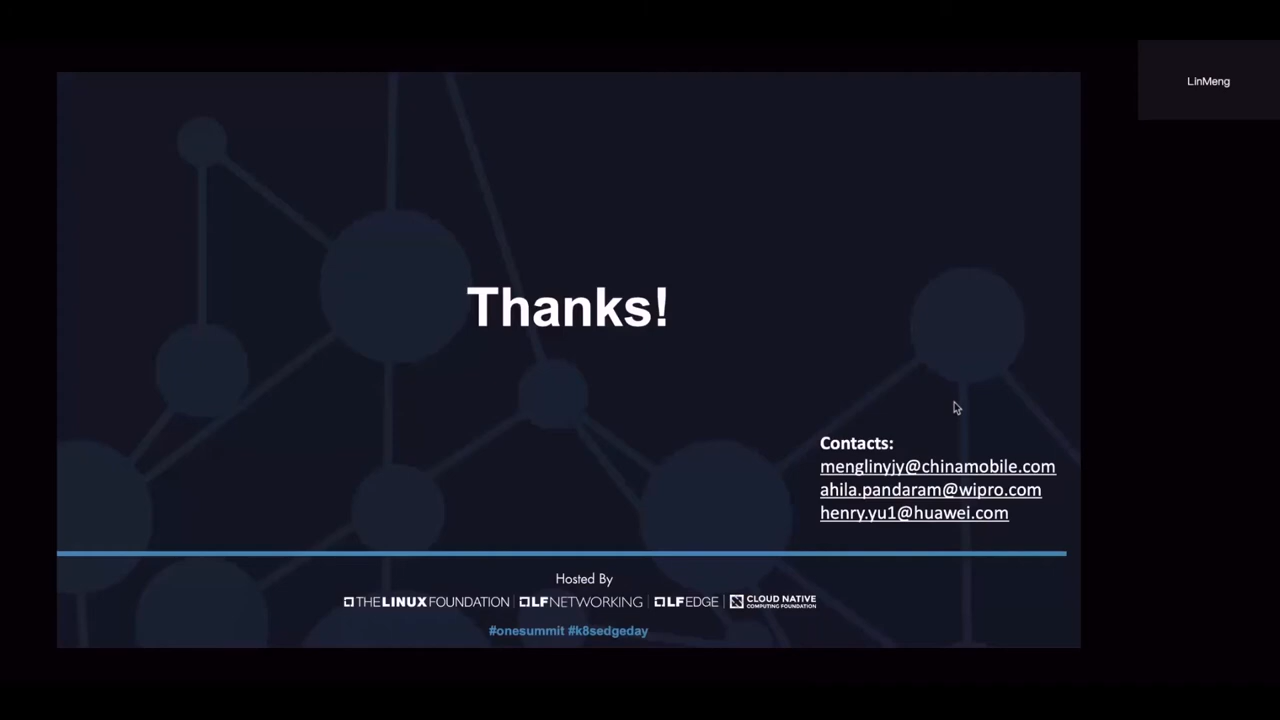 LinMeng
Thanks!
Contacts:
menglinyjy@chinamobile.com
ahila.pandaram@wipro.com
henry.yu1@huawei.com
Hosted By
THE LINUX FOUNDATION | LFNETWORKING | LFEDGE | CLOUD NATIVE COMPUTING FOUNDATION
#onesummit #k8sedgeday